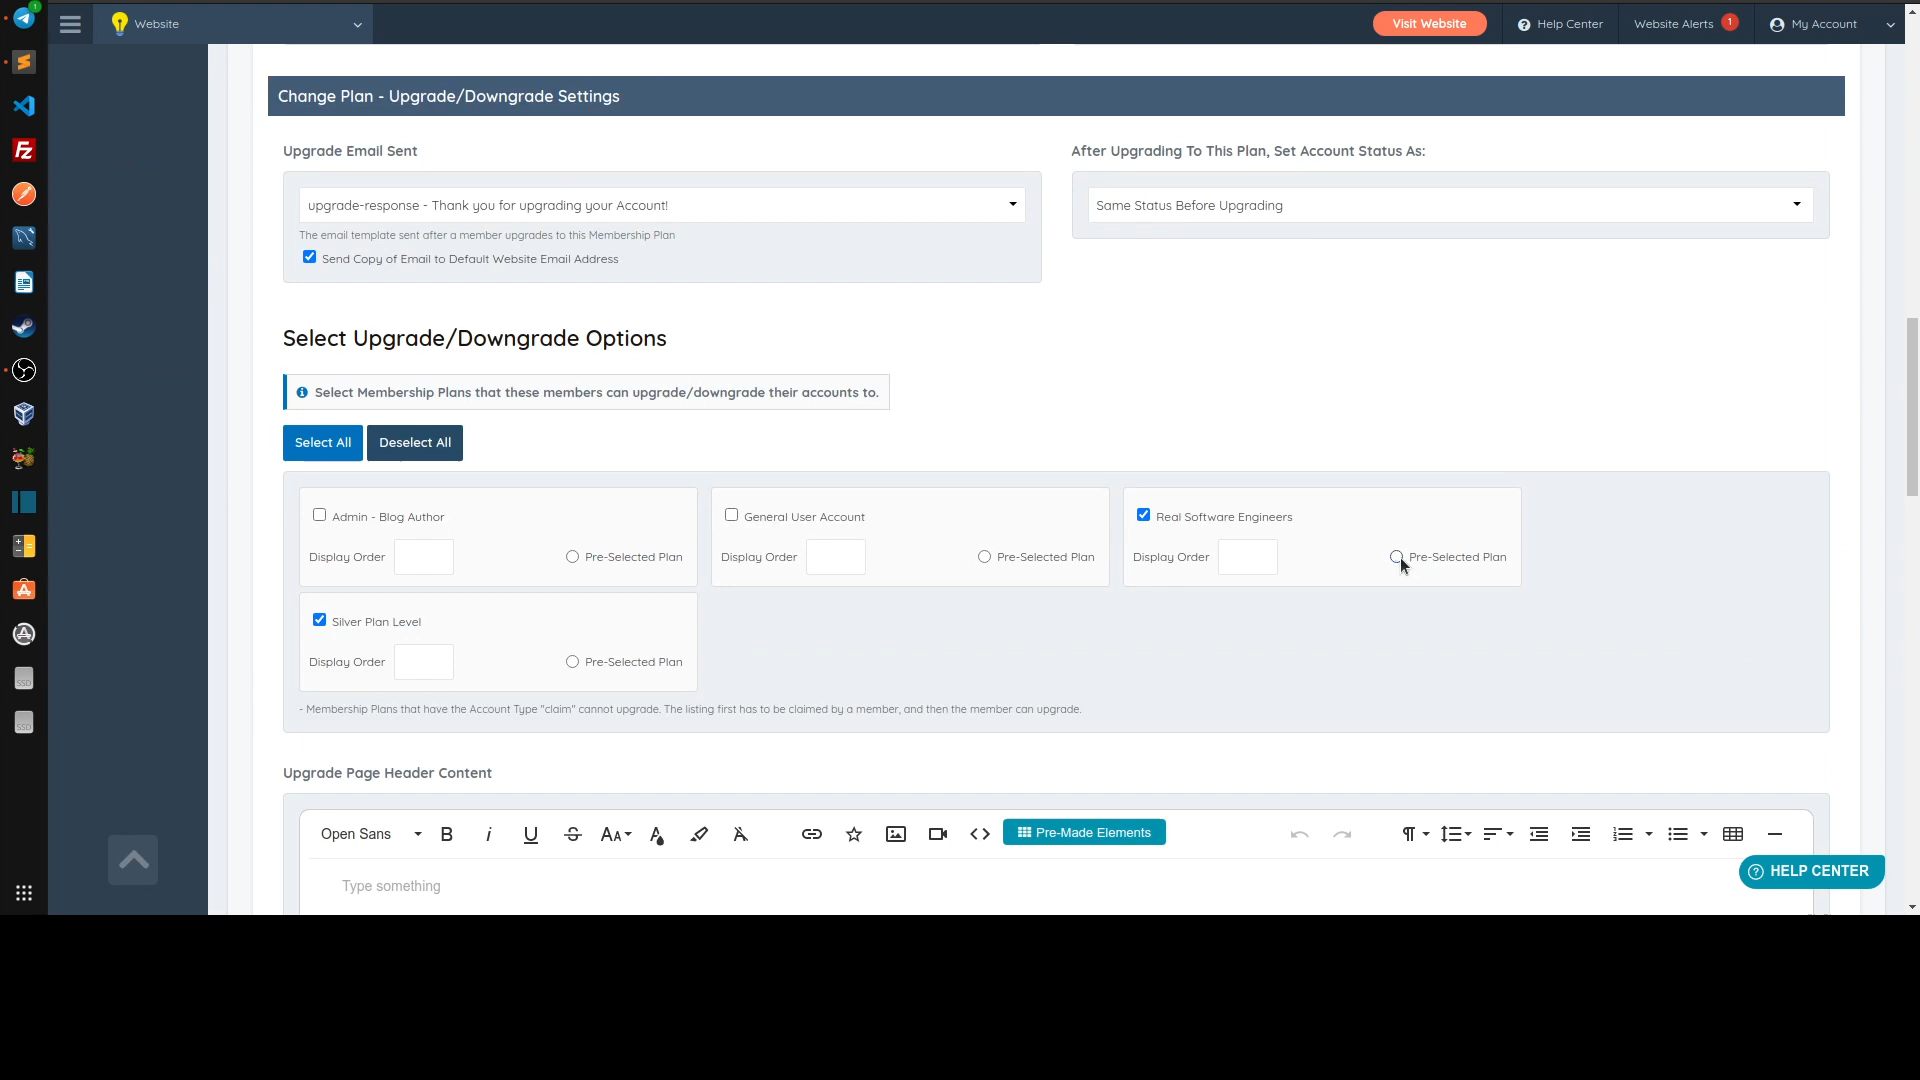 1
Website
Visit Website
Help Center
Website Alerts 1
My Account
Change Plan - Upgrade/Downgrade Settings
Upgrade Email Sent
After Upgrading To This Plan, Set Account Status As:
upgrade-response - Thank you for upgrading your Account!
Same Status Before Upgrading
The email template sent after a member upgrades to this Membership Plan
Send Copy of Email to Default Website Email Address
Select Upgrade/Downgrade Options
Select Membership Plans that these members can upgrade/downgrade their accounts to.
Select All
Deselect All
Admin - Blog Author
General User Account
Real Software Engineers
Display Order
Pre-Selected Plan
Display Order
Pre-Selected Plan
Display Order
Pre-Selected Plan
Silver Plan Level
Display Order
Pre-Selected Plan
- Membership Plans that have the Account Type "claim" cannot upgrade. The listing first has to be claimed by a member, and then the member can upgrade.
Upgrade Page Header Content
Open Sans
Pre-Made Elements
Type something
HELP CENTER
SSD
SSD